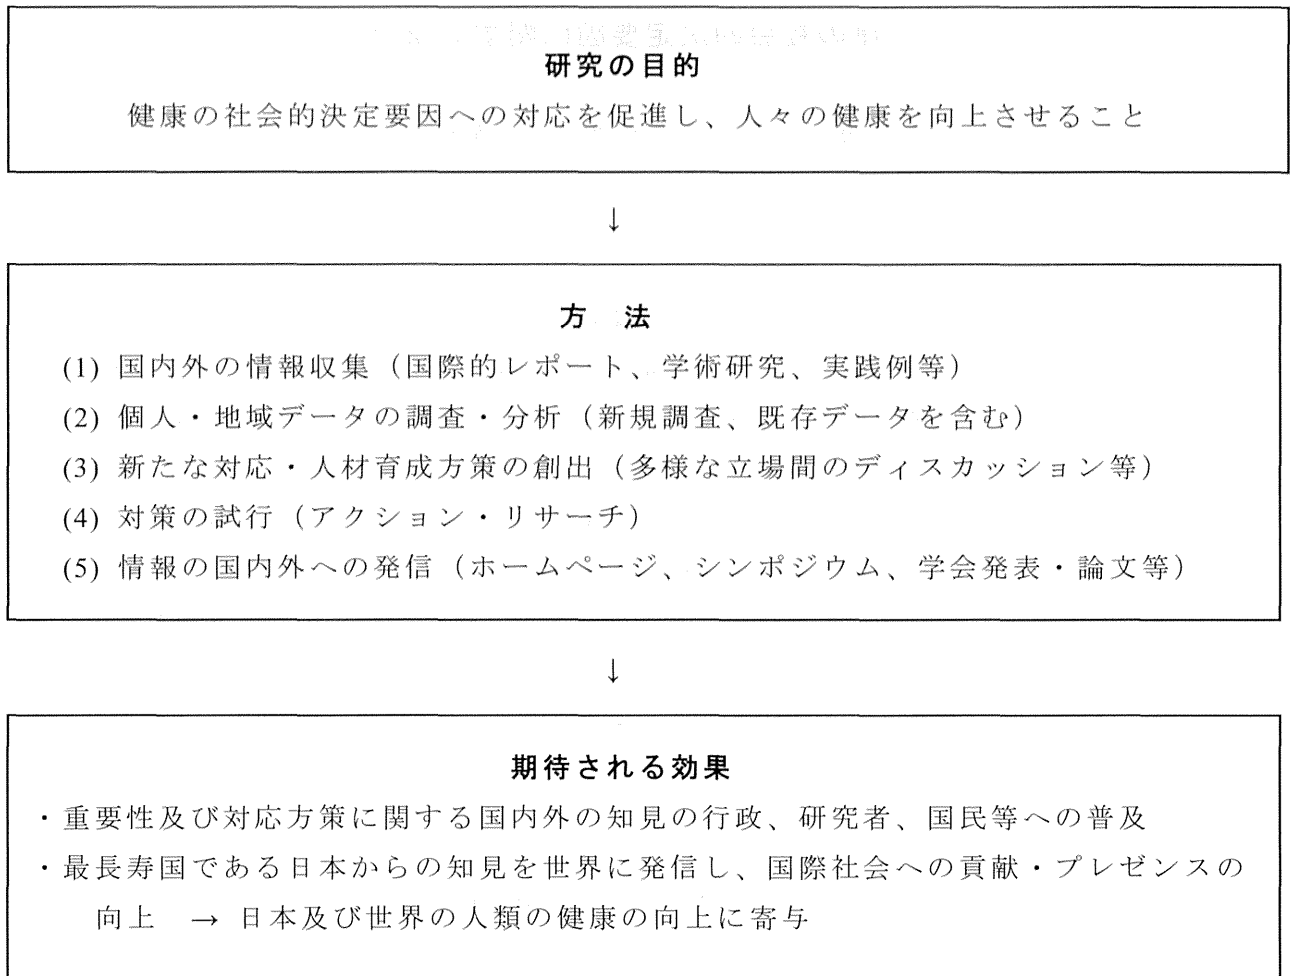 研究の目的
健康の社会的決定要因への対応を促進し、人々の健康を向上させること
↓
方 法
(1) 国内外の情報収集（国際的レポート、学術研究、実践例等）
(2) 個人・地域データの調査・分析（新規調査、既存データを含む）
(3) 新たな対応・人材育成方策の創出（多様な立場間のディスカッション等）
(4) 対策の試行（アクション・リサーチ）
(5) 情報の国内外への発信（ホームページ、シンポジウム、学会発表・論文等）
↓
期待される効果
・重要性及び対応方策に関する国内外の知見の行政、研究者、国民等への普及
・最長寿国である日本からの知見を世界に発信し、国際社会への貢献・プレゼンスの
向上 → 日本及び世界の人類の健康の向上に寄与